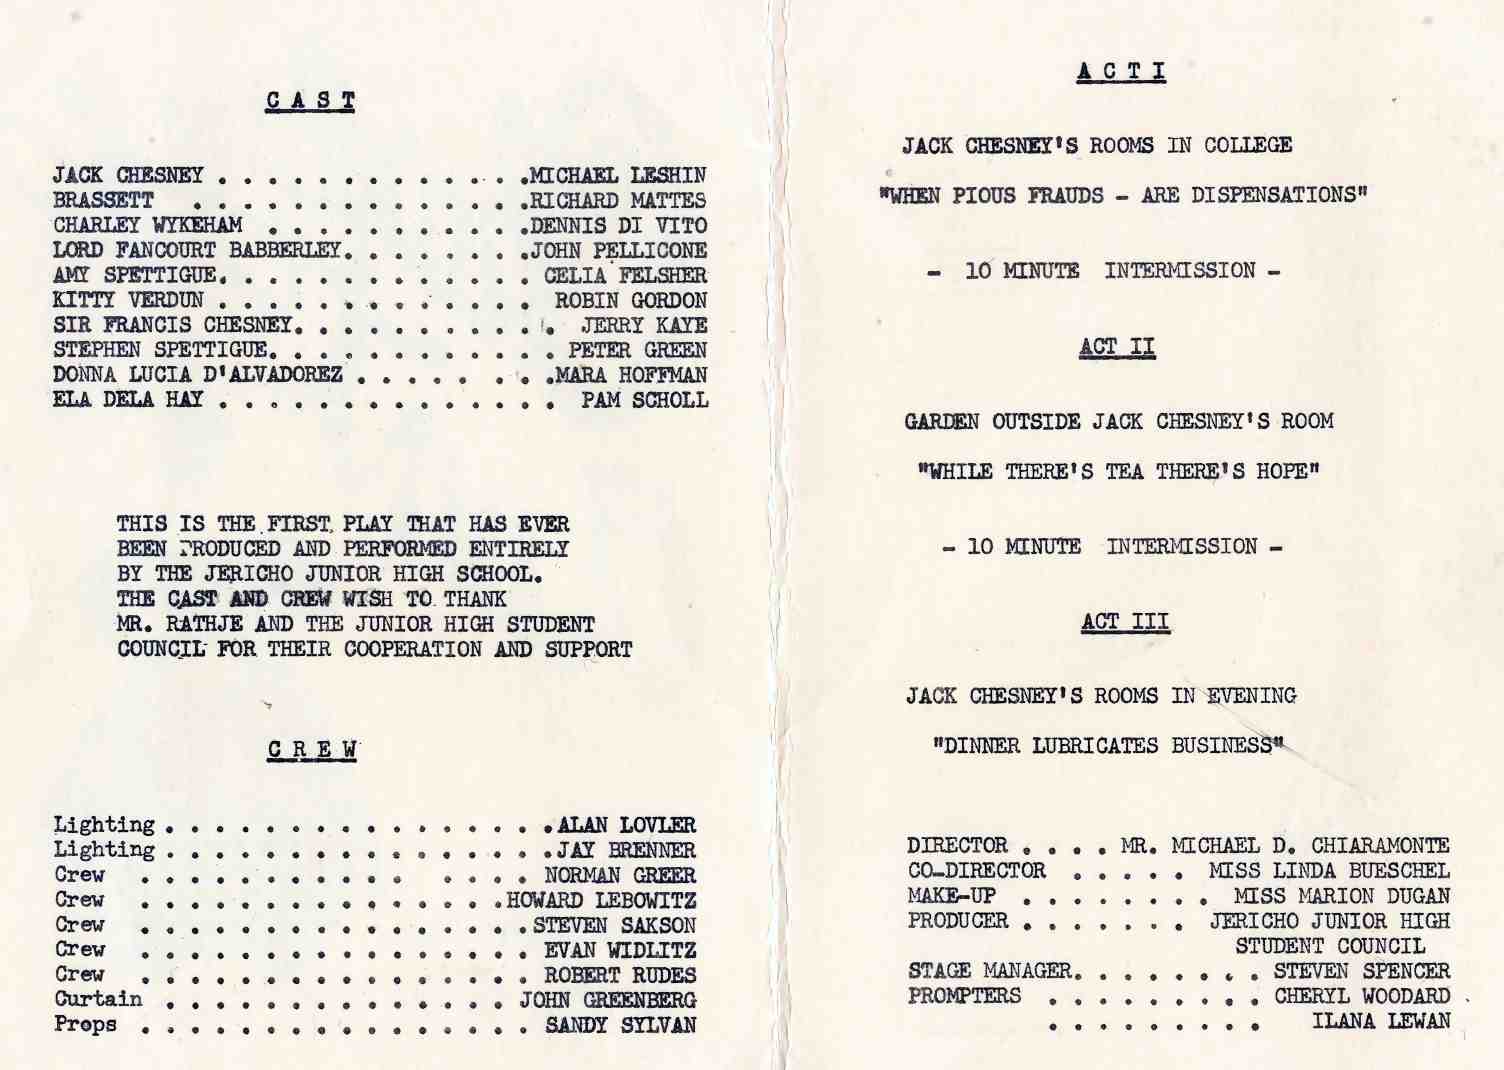 C A S T
JACK CHESNEY . . . . . . . . . . . . .MICHAEL LESHIN
BRASSETT . . . . . . . . . . . . . .RICHARD MATTES
CHARLEY WYKEHAM . . . . . . . . . . .DENNIS DI VITO
LORD FANCOURT BABBERLEY. . . . . . . .JOHN PELLICONE
AMY SPETTIGUE. . . . . . . . . . . . . CELIA FELSHER
KITTY VERDUN . . . . . . . . . . . . . ROBIN GORDON
SIR FRANCIS CHESNEY. . . . . . . . . . . JERRY KAYE
STEPHEN SPETTIGUE. . . . . . . . . . . . PETER GREEN
DONNA LUCIA D'ALVADOREZ . . . . . . . .MARA HOFFMAN
ELA DELA HAY . . . . . . . . . . . . . . PAM SCHOLL
THIS IS THE FIRST PLAY THAT HAS EVER
BEEN PRODUCED AND PERFORMED ENTIRELY
BY THE JERICHO JUNIOR HIGH SCHOOL.
THE CAST AND CREW WISH TO THANK
MR. RATHJE AND THE JUNIOR HIGH STUDENT
COUNCIL FOR THEIR COOPERATION AND SUPPORT
C R E W
Lighting . . . . . . . . . . . . . . . .ALAN LOVLER
Lighting . . . . . . . . . . . . . . . .JAY BRENNER
Crew . . . . . . . . . . . . . . . NORMAN GREER
Crew . . . . . . . . . . . . . . .HOWARD LEBOWITZ
Crew . . . . . . . . . . . . . . . .STEVEN SAKSON
Crew . . . . . . . . . . . . . . . . EVAN WIDLITZ
Crew . . . . . . . . . . . . . . . . ROBERT RUDES
Curtain . . . . . . . . . . . . . . . JOHN GREENBERG
Props . . . . . . . . . . . . . . . . SANDY SYLVAN
A C T I
JACK CHESNEY'S ROOMS IN COLLEGE
"WHEN PIOUS FRAUDS - ARE DISPENSATIONS"
- 10 MINUTE INTERMISSION -
ACT II
GARDEN OUTSIDE JACK CHESNEY'S ROOM
"WHILE THERE'S TEA THERE'S HOPE"
- 10 MINUTE INTERMISSION -
ACT III
JACK CHESNEY'S ROOMS IN EVENING
"DINNER LUBRICATES BUSINESS"
DIRECTOR . . . . MR. MICHAEL D. CHIARAMONTE
CO-DIRECTOR . . . . . MISS LINDA BUESCHEL
MAKE-UP . . . . . . . . MISS MARION DUGAN
PRODUCER . . . . . . . JERICHO JUNIOR HIGH
STUDENT COUNCIL
STAGE MANAGER. . . . . . . . STEVEN SPENCER
PROMPTERS . . . . . . . . . CHERYL WOODARD
. . . . . . . . . ILANA LEWAN